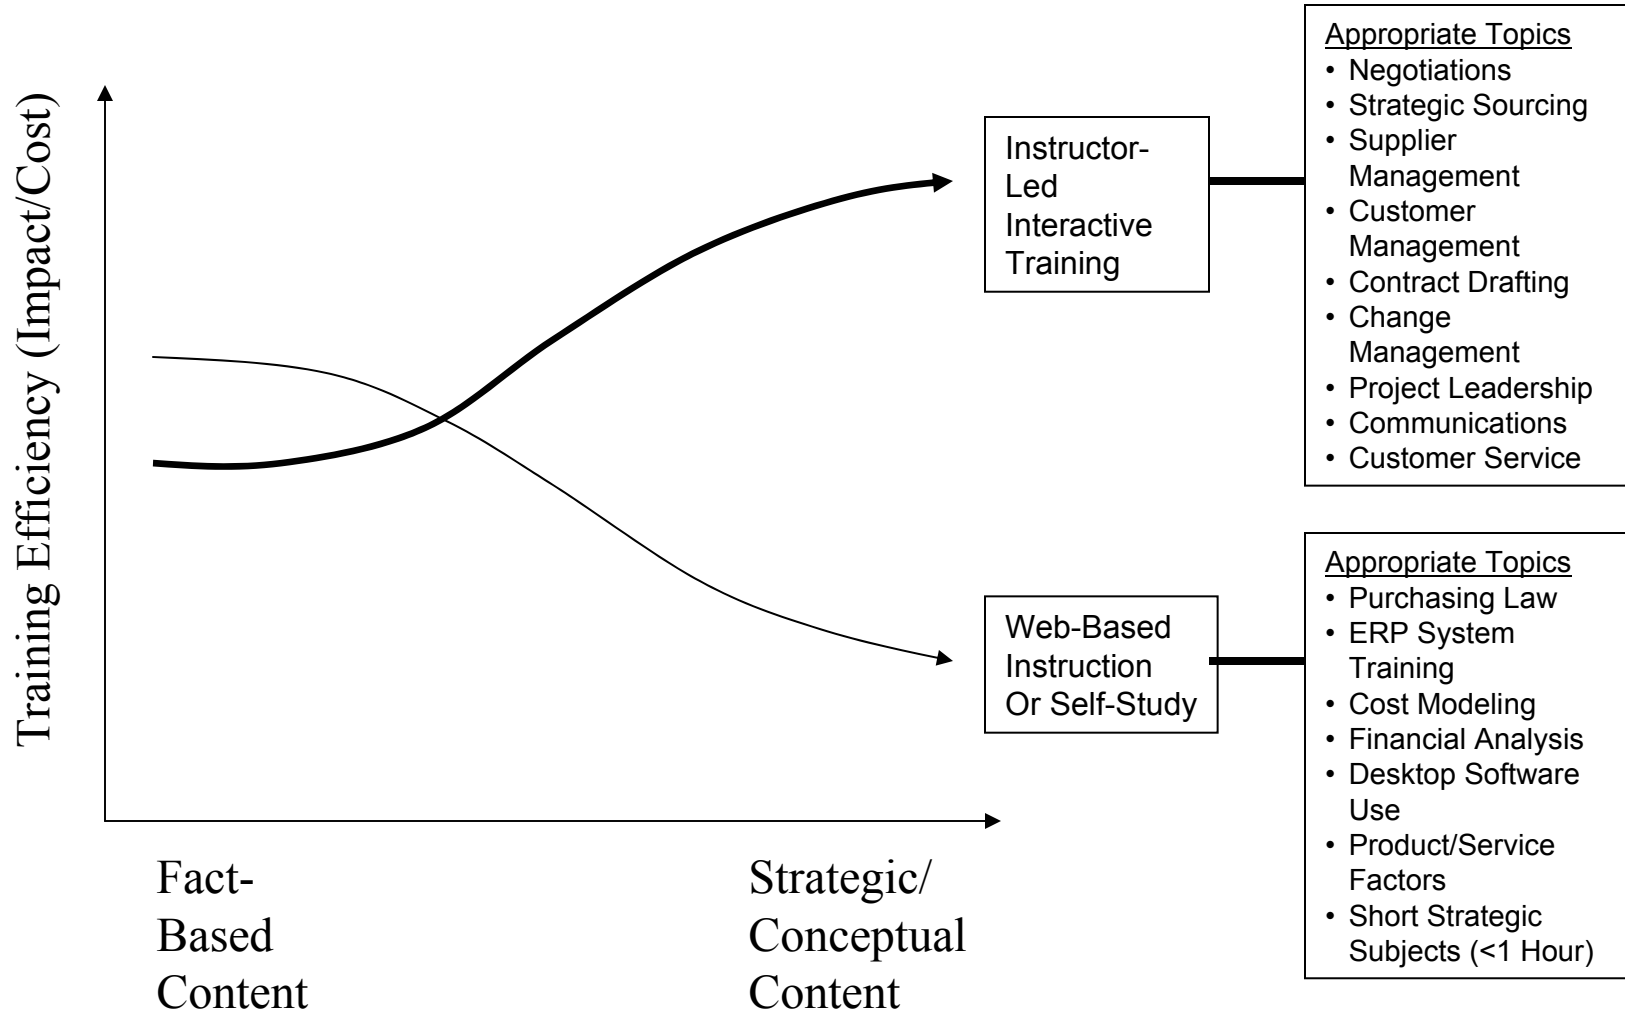 Training Efficiency (Impact/Cost)
Fact-
Based
Content
Strategic/
Conceptual
Content
Instructor-
Led
Interactive
Training
Appropriate Topics
• Negotiations
• Strategic Sourcing
• Supplier
Management
• Customer
Management
• Contract Drafting
• Change
Management
• Project Leadership
• Communications
• Customer Service
Web-Based
Instruction
Or Self-Study
Appropriate Topics
• Purchasing Law
• ERP System
Training
• Cost Modeling
• Financial Analysis
• Desktop Software
Use
• Product/Service
Factors
• Short Strategic
Subjects (<1 Hour)